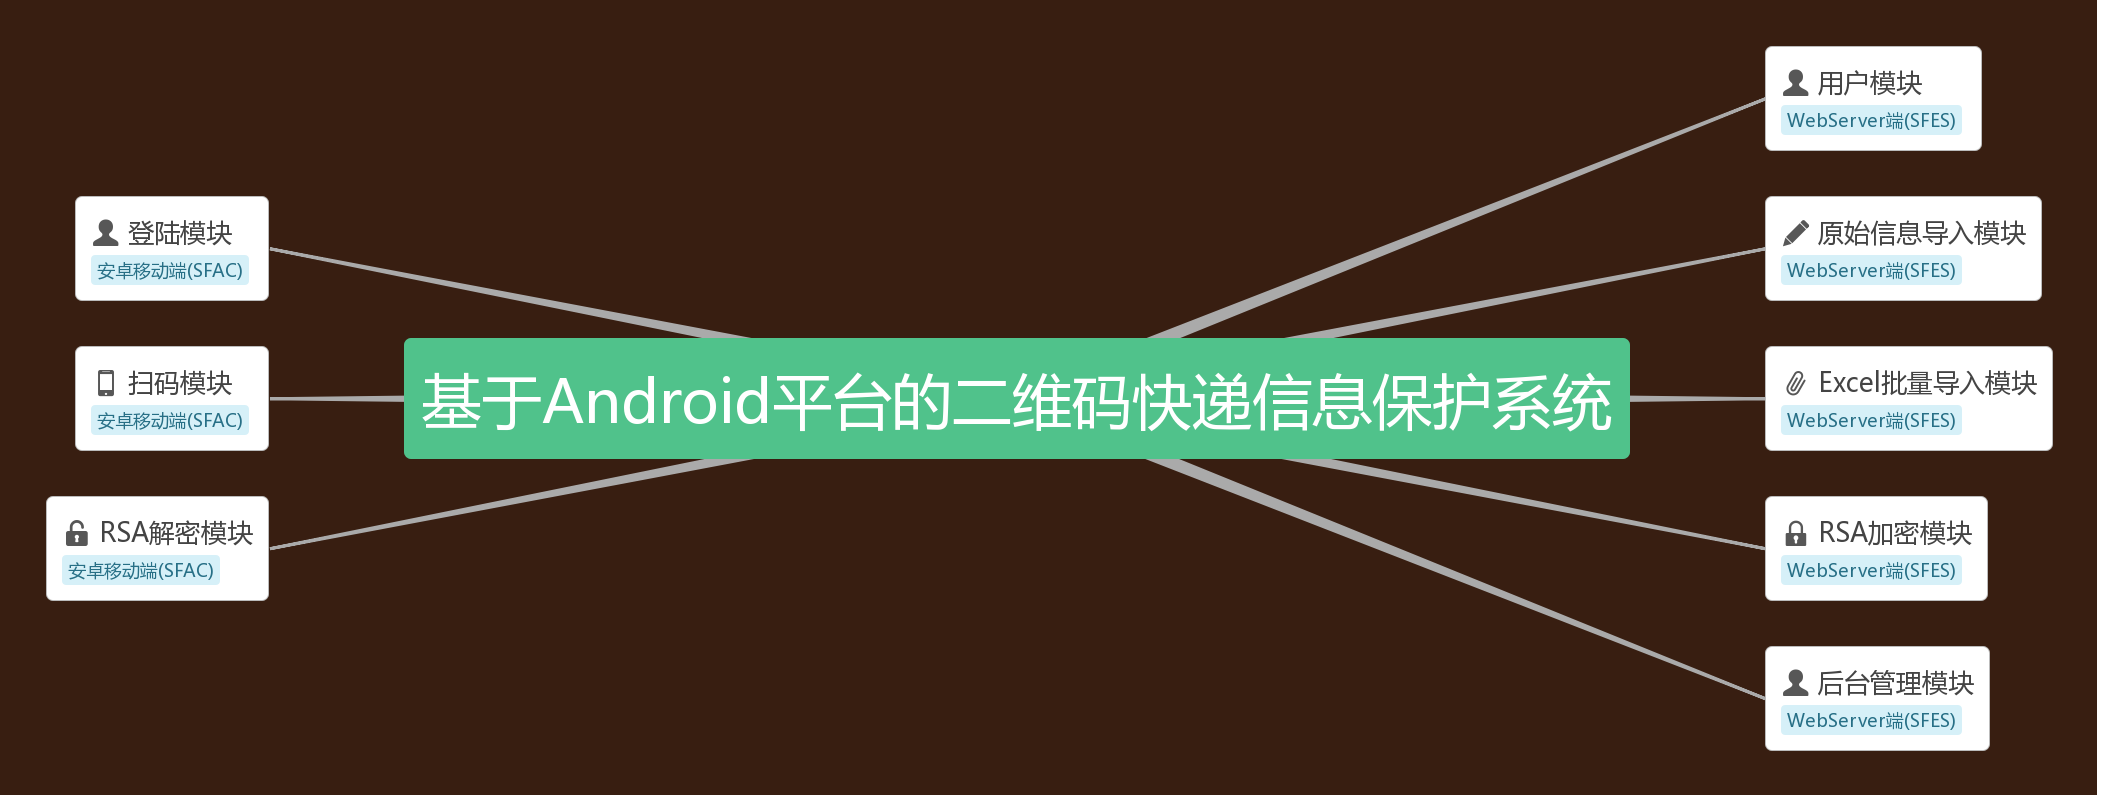 用户模块
WebServer端(SFES)
登陆模块
安卓移动端(SFAC)
原始信息导入模块
WebServer端(SFES)
扫码模块
安卓移动端(SFAC)
基于Android平台的二维码快递信息保护系统
Excel批量导入模块
WebServer端(SFES)
RSA解密模块
安卓移动端(SFAC)
RSA加密模块
WebServer端(SFES)
后台管理模块
WebServer端(SFES)